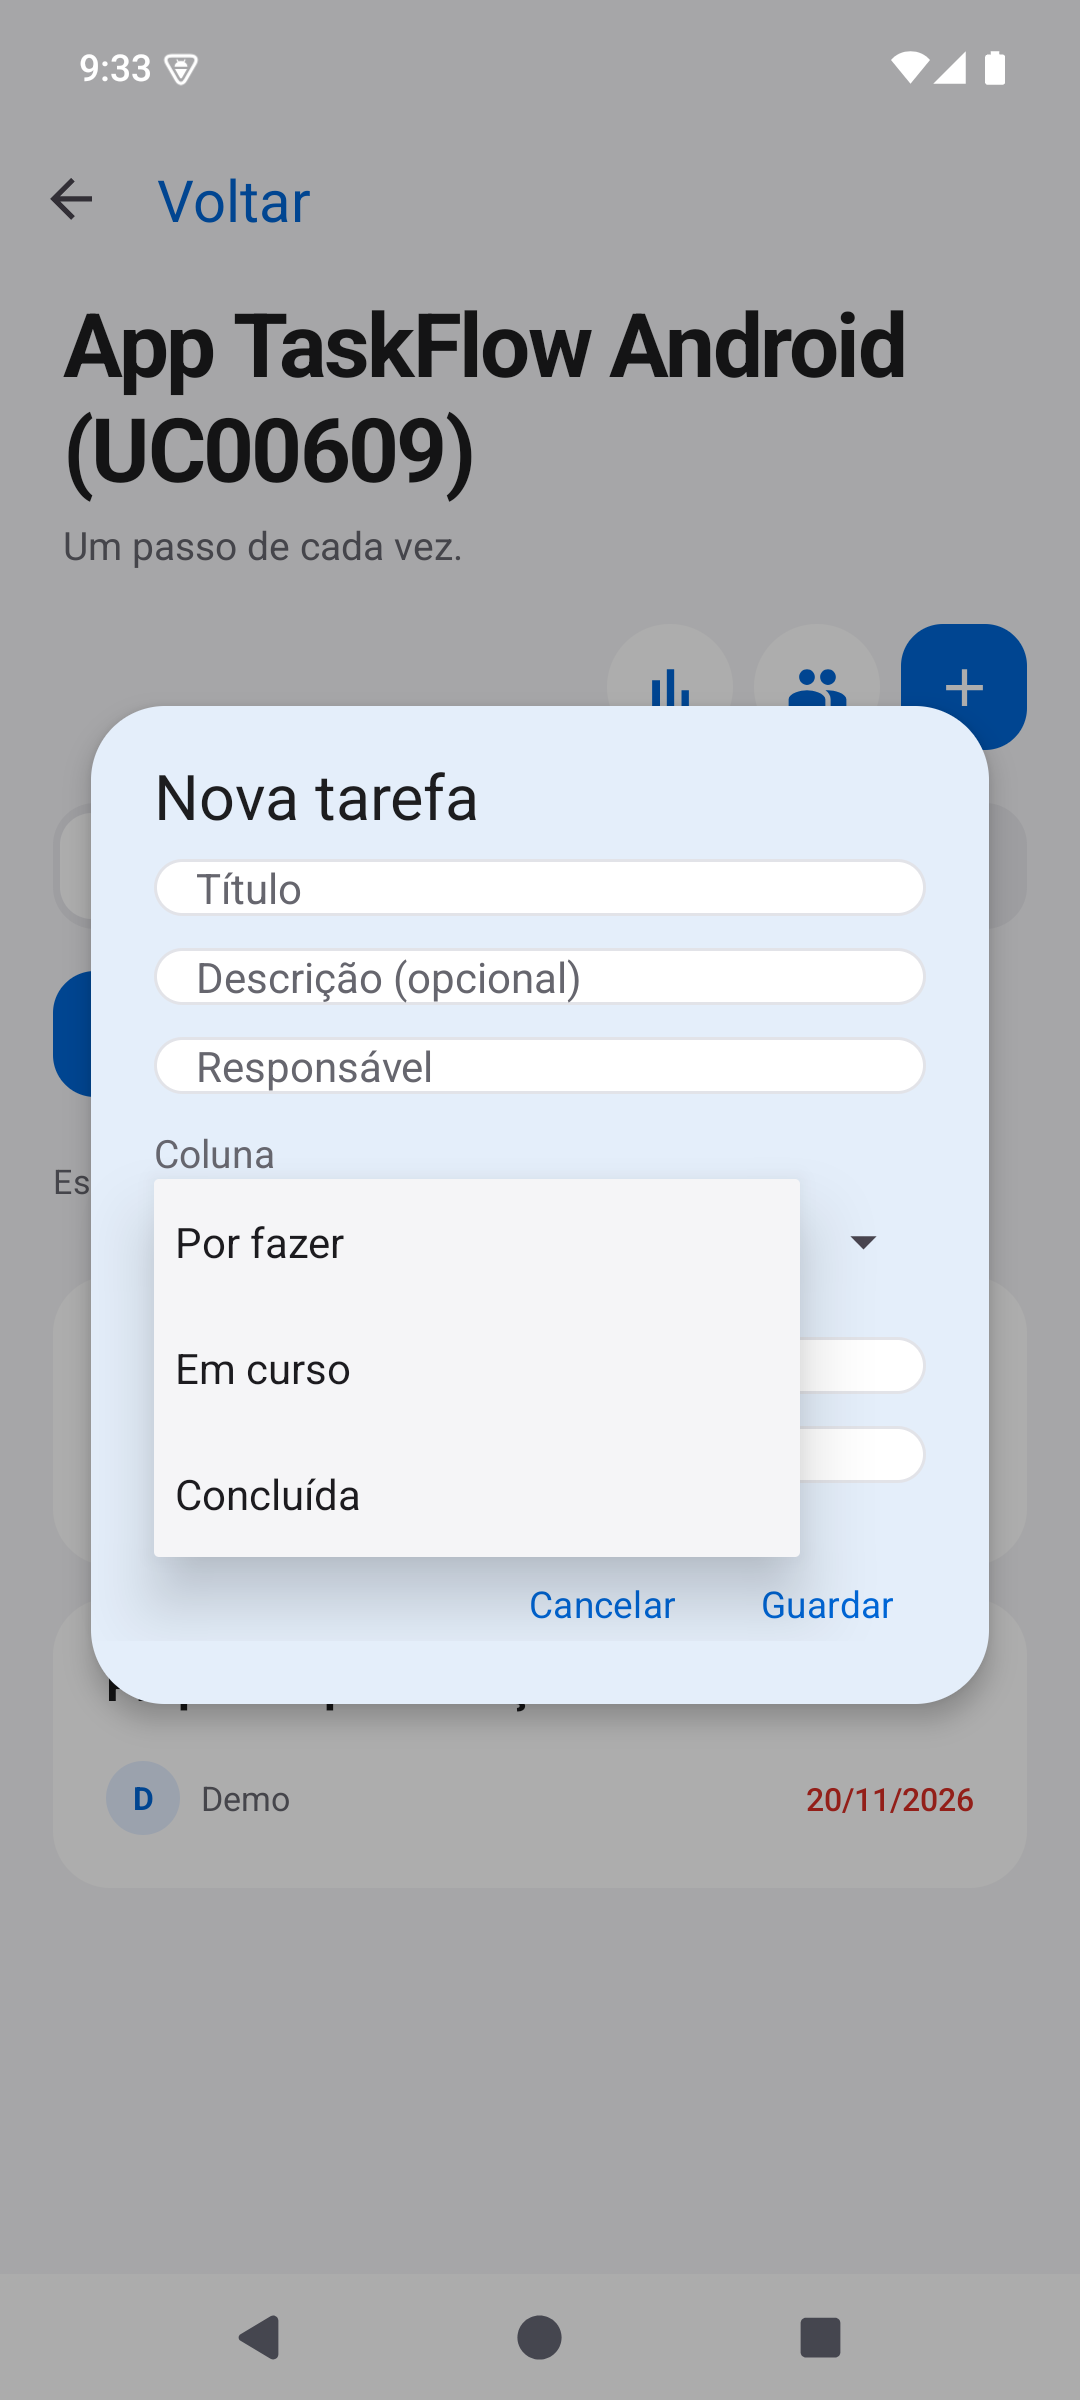 9:33
Voltar
App TaskFlow Android
(UC00609)
Um passo de cada vez.
Nova tarefa
Título
Descrição (opcional)
Responsável
Coluna
Es
Por fazer
Em curso
Concluída
Cancelar
Guardar
D
Demo
20/11/2026